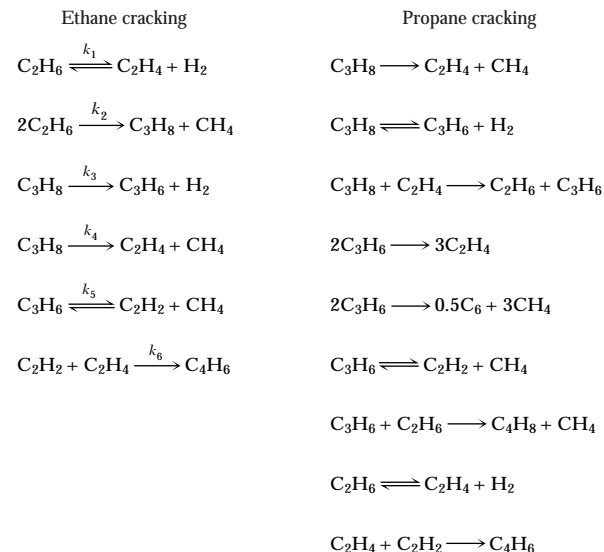 Ethane cracking
C₂H₆ ⇌ C₂H₄ + H₂ (k₁)
2C₂H₆ ⟶ C₃H₈ + CH₄ (k₂)
C₃H₈ ⟶ C₃H₆ + H₂ (k₃)
C₃H₈ ⟶ C₂H₄ + CH₄ (k₄)
C₃H₆ ⇌ C₂H₂ + CH₄ (k₅)
C₂H₂ + C₂H₄ ⟶ C₄H₆ (k₆)
Propane cracking
C₃H₈ ⟶ C₂H₄ + CH₄
C₃H₈ ⇌ C₃H₆ + H₂
C₃H₈ + C₂H₄ ⟶ C₂H₆ + C₃H₆
2C₃H₆ ⟶ 3C₂H₄
2C₃H₆ ⟶ 0.5C₆ + 3CH₄
C₃H₆ ⇌ C₂H₂ + CH₄
C₃H₆ + C₂H₆ ⟶ C₄H₈ + CH₄
C₂H₆ ⇌ C₂H₄ + H₂
C₂H₄ + C₂H₂ ⟶ C₄H₆